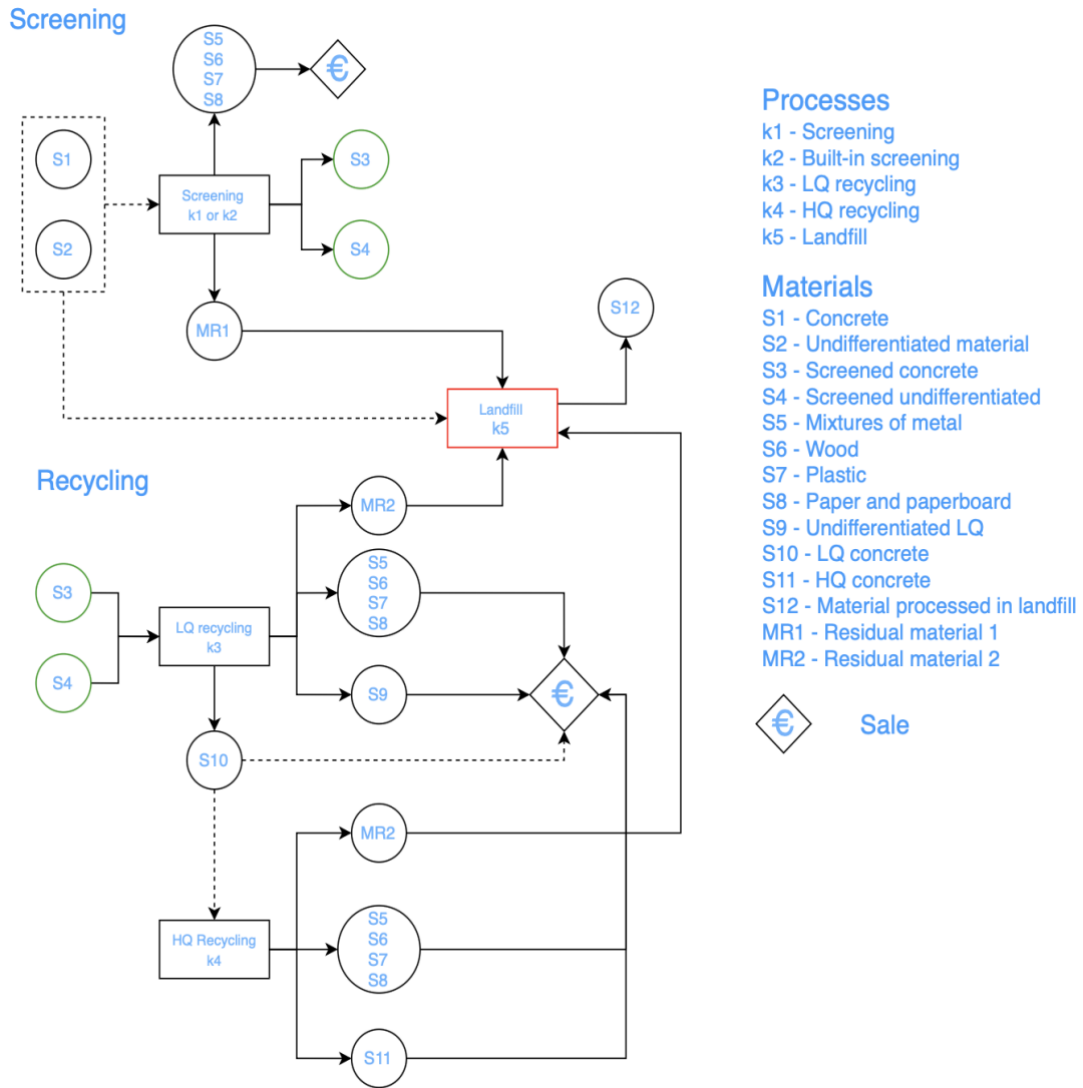 Screening
S5
S6
S7
S8
€
S1
S2
Screening
k1 or k2
S3
S4
MR1
S12
Landfill
k5
Recycling
MR2
S5
S6
S7
S8
S3
S4
LQ recycling
k3
S9
€
S10
MR2
HQ Recycling
k4
S5
S6
S7
S8
S11
Processes
k1 - Screening
k2 - Built-in screening
k3 - LQ recycling
k4 - HQ recycling
k5 - Landfill
Materials
S1 - Concrete
S2 - Undifferentiated material
S3 - Screened concrete
S4 - Screened undifferentiated
S5 - Mixtures of metal
S6 - Wood
S7 - Plastic
S8 - Paper and paperboard
S9 - Undifferentiated LQ
S10 - LQ concrete
S11 - HQ concrete
S12 - Material processed in landfill
MR1 - Residual material 1
MR2 - Residual material 2
€ Sale